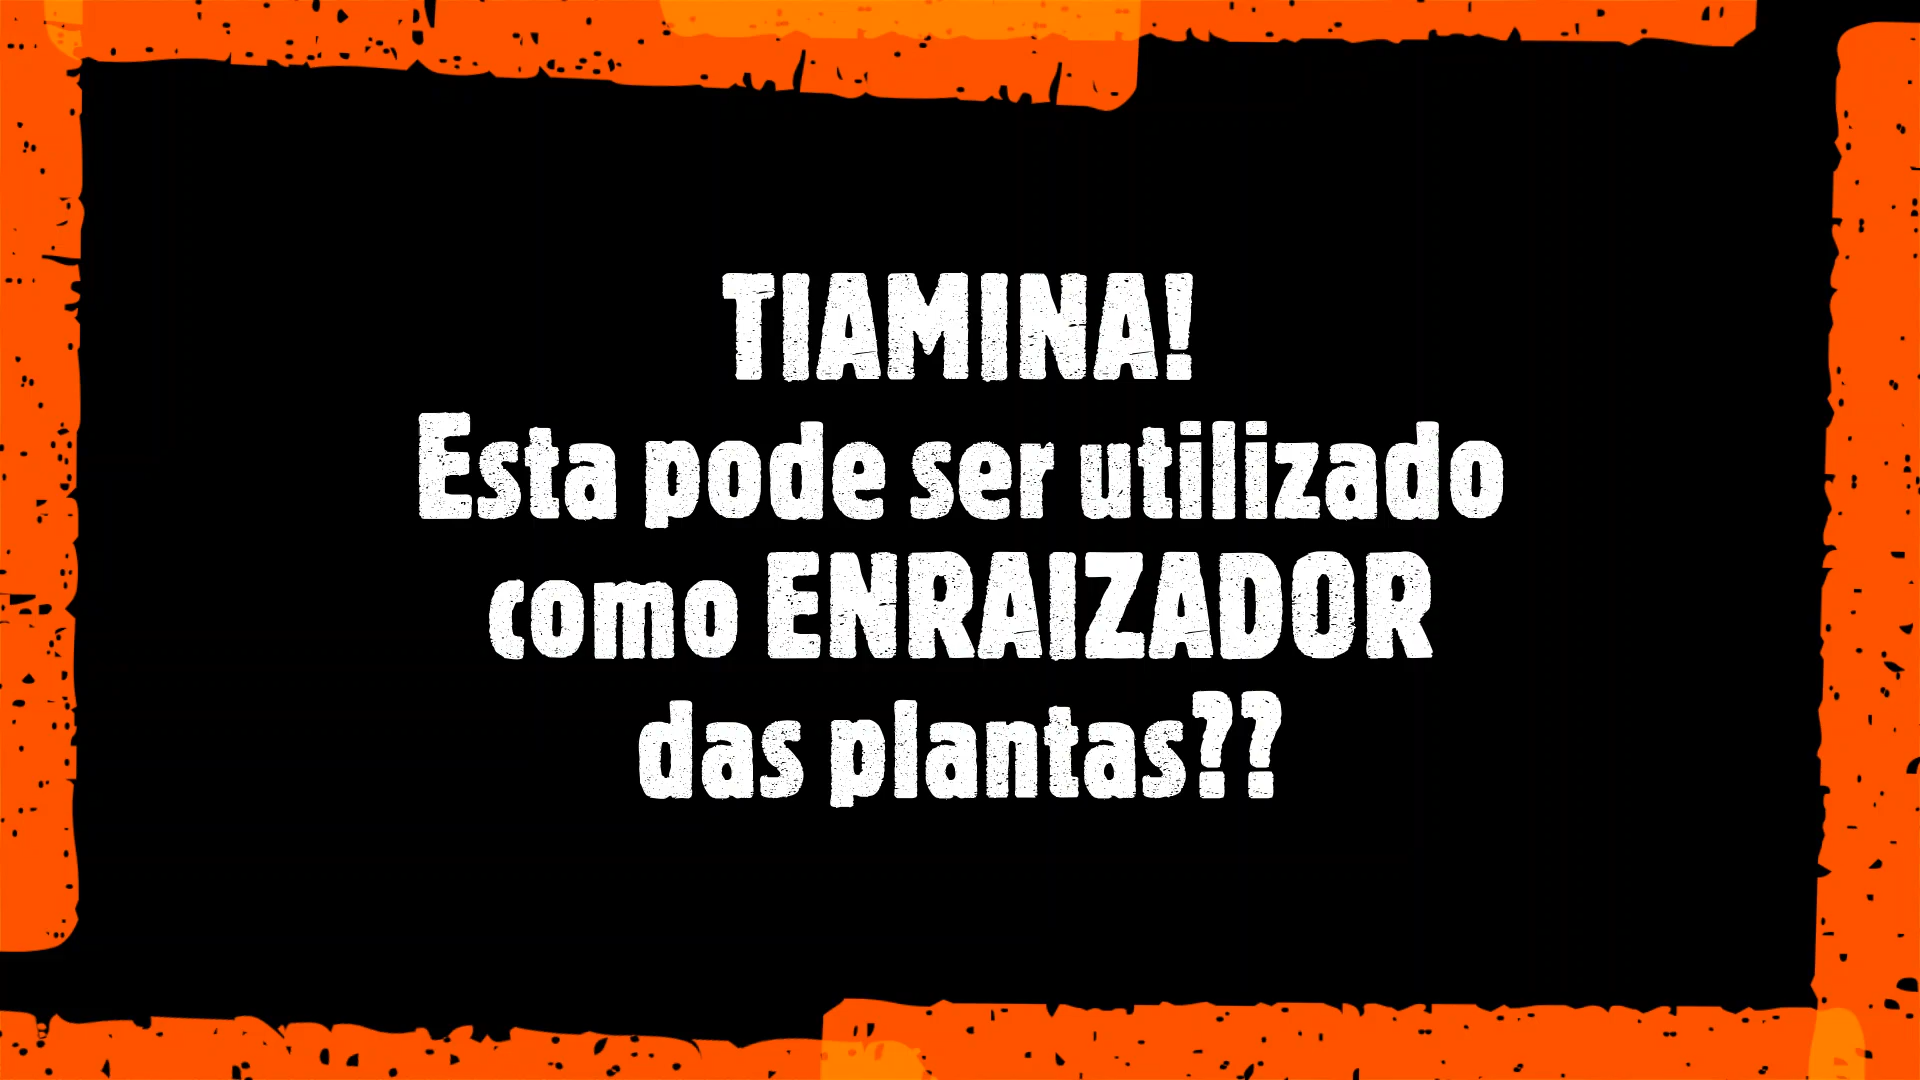 TIAMINA!
Esta pode ser utilizado
como ENRAIZADOR
das plantas??